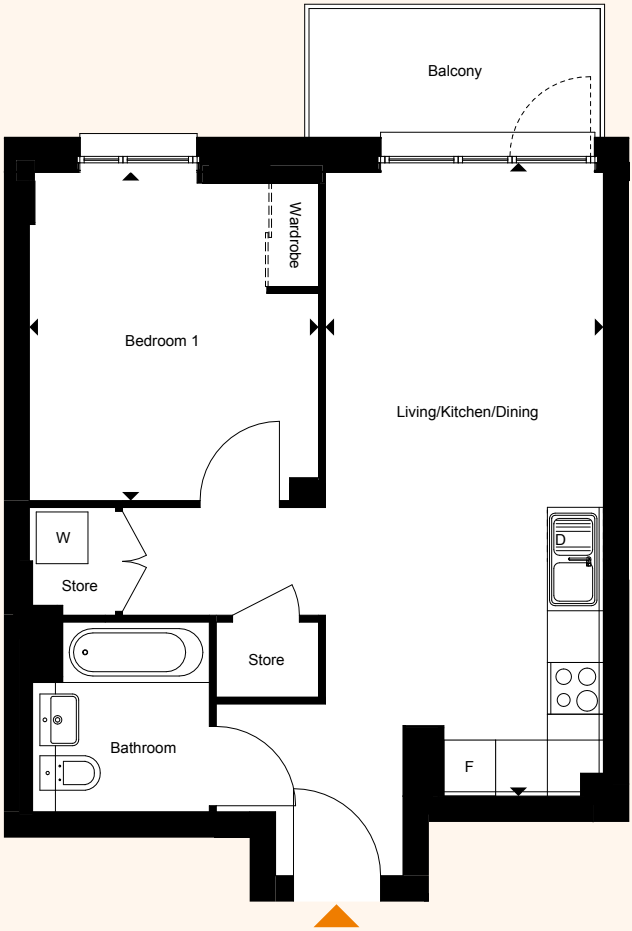 Balcony
Wardrobe
Bedroom 1
Living/Kitchen/Dining
W
D
Store
Store
Bathroom
F